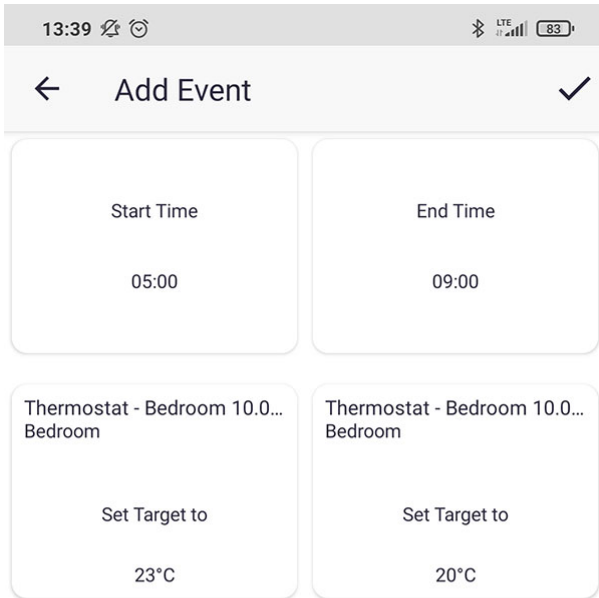 13:39 LTE 83
Add Event
Start Time End Time
05:00 09:00
Thermostat - Bedroom 10.0... Thermostat - Bedroom 10.0...
Bedroom Bedroom
Set Target to Set Target to
23°C 20°C